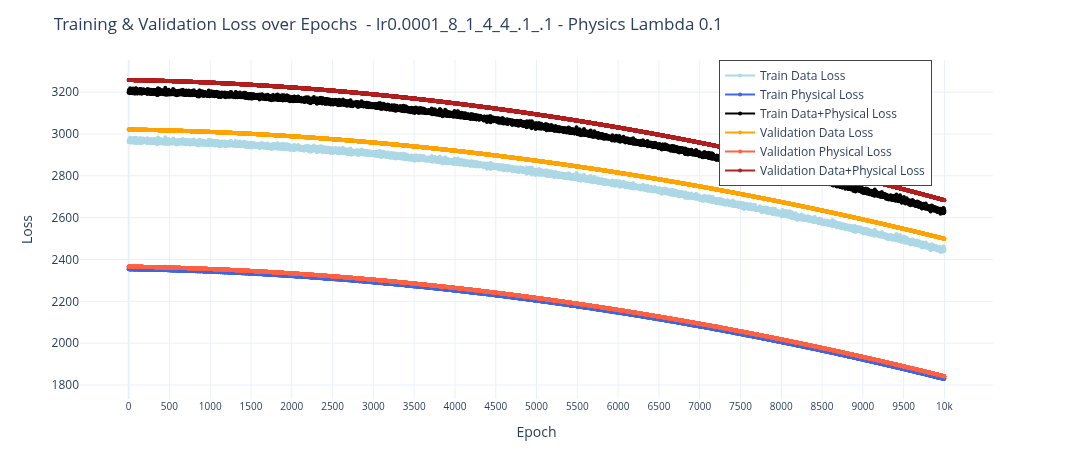 Training & Validation Loss over Epochs - lr0.0001_8_1_4_4_.1_.1 - Physics Lambda 0.1
Train Data Loss
Train Physical Loss
Train Data+Physical Loss
Validation Data Loss
Validation Physical Loss
Validation Data+Physical Loss
Loss
3200
3000
2800
2600
2400
2200
2000
1800
0 500 1000 1500 2000 2500 3000 3500 4000 4500 5000 5500 6000 6500 7000 7500 8000 8500 9000 9500 10k
Epoch